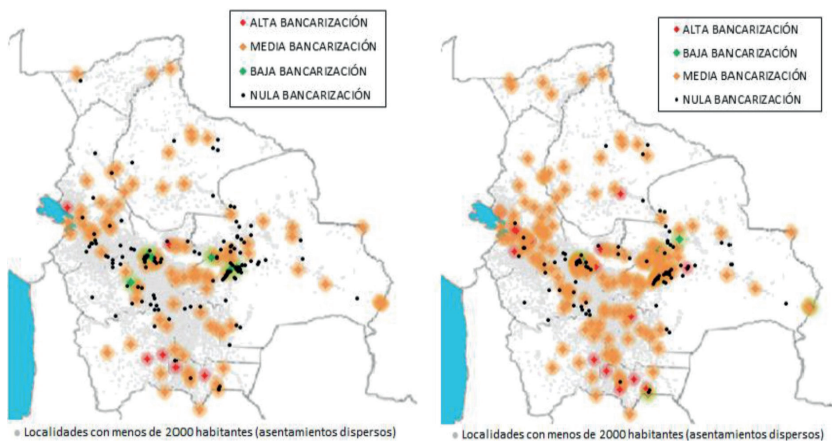 ALTA BANCARIZACIÓN
MEDIA BANCARIZACIÓN
BAJA BANCARIZACIÓN
NULA BANCARIZACIÓN
Localidades con menos de 2000 habitantes (asentamientos dispersos)
ALTA BANCARIZACIÓN
BAJA BANCARIZACIÓN
MEDIA BANCARIZACIÓN
NULA BANCARIZACIÓN
Localidades con menos de 2000 habitantes (asentamientos dispersos)